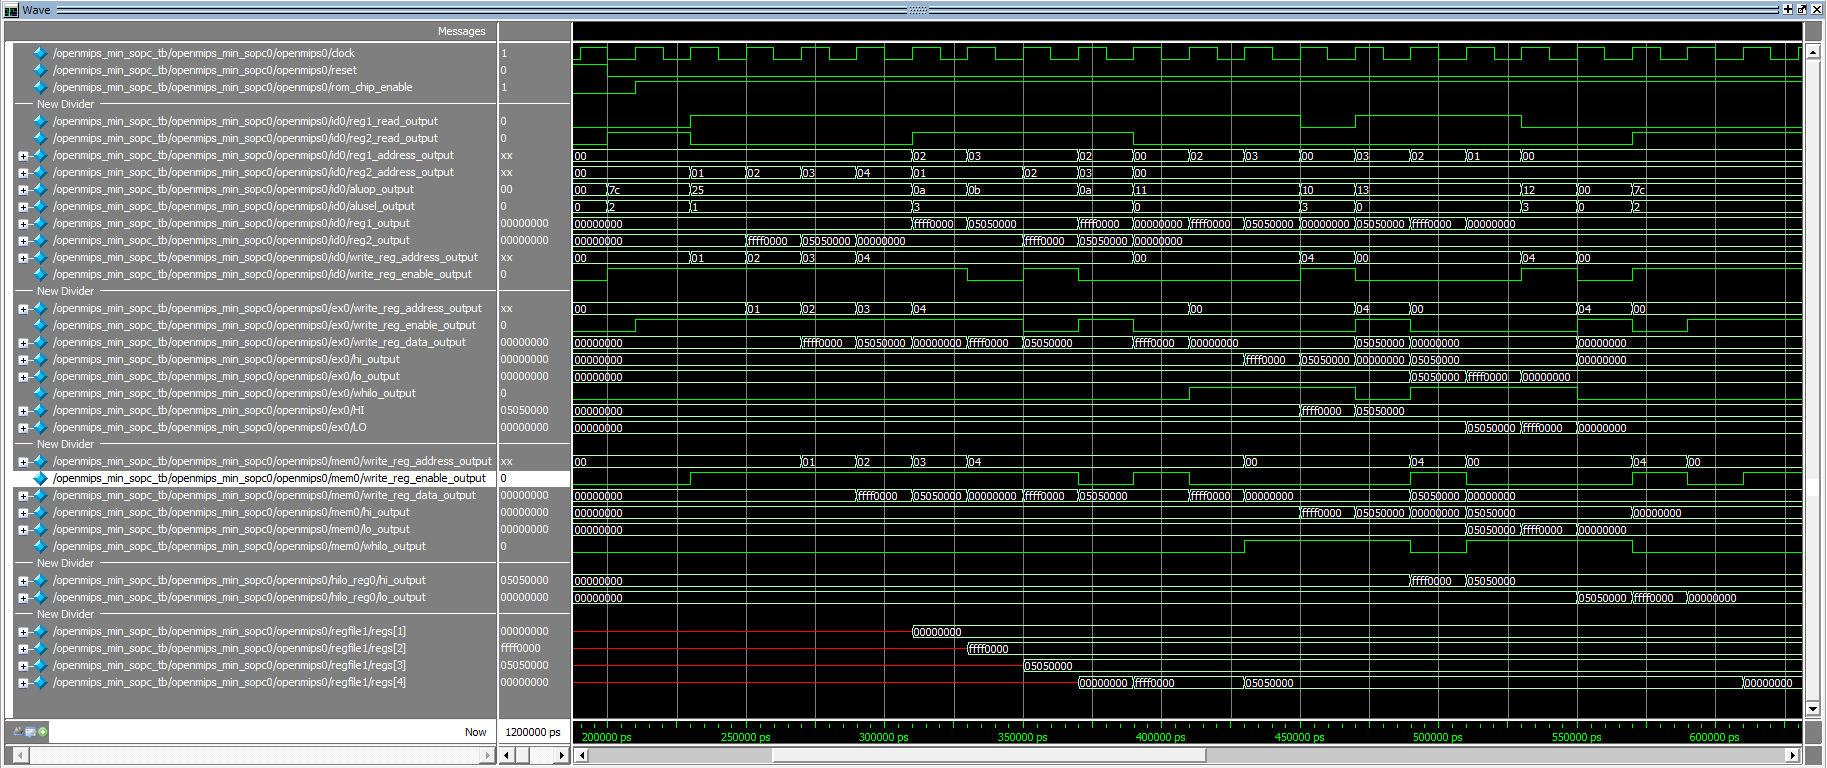 Wave
Messages
/openmips_min_sopc_tb/openmips_min_sopc0/openmips0/clock 1
/openmips_min_sopc_tb/openmips_min_sopc0/openmips0/reset 0
/openmips_min_sopc_tb/openmips_min_sopc0/openmips0/rom_chip_enable 1
New Divider
/openmips_min_sopc_tb/openmips_min_sopc0/openmips0/id0/reg1_read_output 0
/openmips_min_sopc_tb/openmips_min_sopc0/openmips0/id0/reg2_read_output 0
/openmips_min_sopc_tb/openmips_min_sopc0/openmips0/id0/reg1_address_output xx 00 02 03 02 00 02 03 00 03 02 01 00
/openmips_min_sopc_tb/openmips_min_sopc0/openmips0/id0/reg2_address_output xx 00 01 02 03 04 01 02 03 00
/openmips_min_sopc_tb/openmips_min_sopc0/openmips0/id0/aluop_output 00 00 7c 25 0a 0b 0a 11 10 13 12 00 7c
/openmips_min_sopc_tb/openmips_min_sopc0/openmips0/id0/alusel_output 0 0 2 1 3 0 3 0 3 0 2
/openmips_min_sopc_tb/openmips_min_sopc0/openmips0/id0/reg1_output 00000000 00000000 ffff0000 05050000 ffff0000 00000000 ffff0000 05050000 00000000 05050000 ffff0000 00000000
/openmips_min_sopc_tb/openmips_min_sopc0/openmips0/id0/reg2_output 00000000 00000000 ffff0000 05050000 00000000 ffff0000 05050000 00000000
/openmips_min_sopc_tb/openmips_min_sopc0/openmips0/id0/write_reg_address_output xx 00 01 02 03 04 00 04 00 04 00
/openmips_min_sopc_tb/openmips_min_sopc0/openmips0/id0/write_reg_enable_output 0
New Divider
/openmips_min_sopc_tb/openmips_min_sopc0/openmips0/ex0/write_reg_address_output xx 00 01 02 03 04 00 04 00 04 00
/openmips_min_sopc_tb/openmips_min_sopc0/openmips0/ex0/write_reg_enable_output 0
/openmips_min_sopc_tb/openmips_min_sopc0/openmips0/ex0/write_reg_data_output 00000000 00000000 ffff0000 05050000 00000000 ffff0000 05050000 ffff0000 00000000 05050000 00000000 00000000
/openmips_min_sopc_tb/openmips_min_sopc0/openmips0/ex0/hi_output 00000000 00000000 ffff0000 05050000 00000000 05050000 00000000
/openmips_min_sopc_tb/openmips_min_sopc0/openmips0/ex0/lo_output 00000000 00000000 05050000 ffff0000 00000000
/openmips_min_sopc_tb/openmips_min_sopc0/openmips0/ex0/whilo_output 0
/openmips_min_sopc_tb/openmips_min_sopc0/openmips0/ex0/HI 05050000 00000000 ffff0000 05050000
/openmips_min_sopc_tb/openmips_min_sopc0/openmips0/ex0/LO 00000000 00000000 05050000 ffff0000 00000000
New Divider
/openmips_min_sopc_tb/openmips_min_sopc0/openmips0/mem0/write_reg_address_output xx 00 01 02 03 04 00 04 00 04 00
/openmips_min_sopc_tb/openmips_min_sopc0/openmips0/mem0/write_reg_enable_output 0
/openmips_min_sopc_tb/openmips_min_sopc0/openmips0/mem0/write_reg_data_output 00000000 00000000 ffff0000 05050000 00000000 ffff0000 05050000 ffff0000 00000000 05050000 00000000
/openmips_min_sopc_tb/openmips_min_sopc0/openmips0/mem0/hi_output 00000000 00000000 ffff0000 05050000 00000000 05050000 00000000
/openmips_min_sopc_tb/openmips_min_sopc0/openmips0/mem0/lo_output 00000000 00000000 05050000 ffff0000 00000000
/openmips_min_sopc_tb/openmips_min_sopc0/openmips0/mem0/whilo_output 0
New Divider
/openmips_min_sopc_tb/openmips_min_sopc0/openmips0/hilo_reg0/hi_output 05050000 00000000 ffff0000 05050000
/openmips_min_sopc_tb/openmips_min_sopc0/openmips0/hilo_reg0/lo_output 00000000 00000000 05050000 ffff0000 00000000
New Divider
/openmips_min_sopc_tb/openmips_min_sopc0/openmips0/regfile1/regs[1] 00000000 00000000
/openmips_min_sopc_tb/openmips_min_sopc0/openmips0/regfile1/regs[2] ffff0000 ffff0000
/openmips_min_sopc_tb/openmips_min_sopc0/openmips0/regfile1/regs[3] 05050000 05050000
/openmips_min_sopc_tb/openmips_min_sopc0/openmips0/regfile1/regs[4] 00000000 00000000 ffff0000 05050000 00000000
Now 1200000 ps 200000 ps 250000 ps 300000 ps 350000 ps 400000 ps 450000 ps 500000 ps 550000 ps 600000 ps